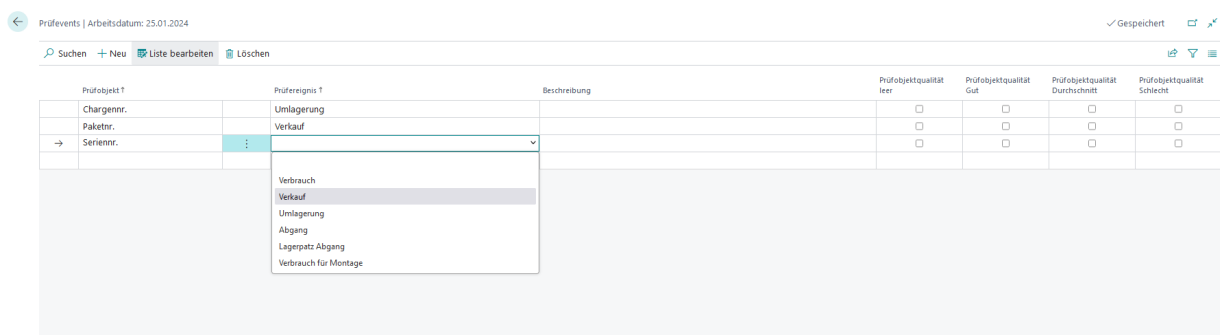 Prüfevents | Arbeitsdatum: 25.01.2024
Gespeichert
Suchen Neu Liste bearbeiten Löschen
Prüfobjekt ↑ Prüfereignis ↑ Beschreibung Prüfobjektqualität leer Prüfobjektqualität Gut Prüfobjektqualität Durchschnitt Prüfobjektqualität Schlecht
Chargennr. Umlagerung
Paketnr. Verkauf
Seriennr.
Verbrauch
Verkauf
Umlagerung
Abgang
Lagerpatz Abgang
Verbrauch für Montage